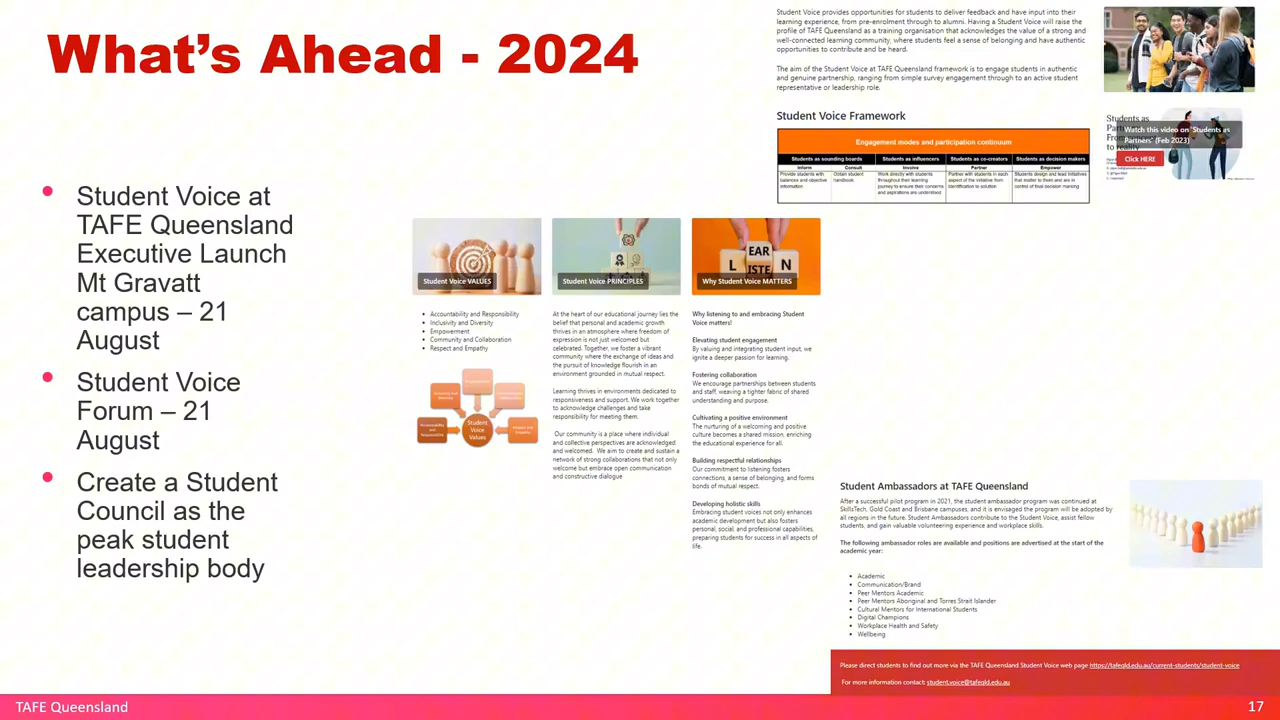 What's Ahead - 2024
Student Voice at
TAFE Queensland
Executive Launch
Mt Gravatt
campus – 21
August
Student Voice
Forum – 21
August
Create a Student
Council as the
peak student
leadership body
Student Voice provides opportunities for students to deliver feedback and have input into their
learning experience, from pre-enrolment through to alumni. Having a Student Voice will raise the
profile of TAFE Queensland as a training organisation that acknowledges the value of a strong and
well-connected learning community, where students feel a sense of belonging and have authentic
opportunities to contribute and be heard.
The aim of the Student Voice at TAFE Queensland framework is to engage students in authentic
and genuine partnership, ranging from simple survey engagement through to an active student
representative or leadership role.
Student Voice Framework
Engagement modes and participation continuum
Students as sounding boards
Students as influencers
Students as co-creators
Students as decision makers
Inform
Consult
Involve
Partner
Empower
Provide students with
balances and objective
information
Obtain student
handbook
Work directly with students
throughout their learning
journey to ensure their concerns
and aspirations are understood
Partner with students in each
aspect of the initiative from
identification to solution
Students design and lead initiatives
that matter to them and are in
control of final decision making
Students as
to reality
Watch this video on 'Students as
Partners' (Feb 2023)
Click HERE
Student Voice VALUES
Accountability and Responsibility
Inclusivity and Diversity
Empowerment
Community and Collaboration
Respect and Empathy
Student
Voice
Values
Student Voice PRINCIPLES
At the heart of our educational journey lies the
belief that personal and academic growth
thrives in an atmosphere where freedom of
expression is not just welcomed but
celebrated. Together, we foster a vibrant
community where the exchange of ideas and
the pursuit of knowledge flourish in an
environment grounded in mutual respect.
Learning thrives in environments dedicated to
responsiveness and support. We work together
to acknowledge challenges and take
responsibility for meeting them.
Our community is a place where individual
and collective perspectives are acknowledged
and welcomed. We aim to create and sustain a
network of strong collaborations that not only
welcome but embrace open communication
and constructive dialogue
L EAR N
ISTE
Why Student Voice MATTERS
Why listening to and embracing Student
Voice matters!
Elevating student engagement
By valuing and integrating student input, we
ignite a deeper passion for learning.
Fostering collaboration
We encourage partnerships between students
and staff, weaving a tighter fabric of shared
understanding and purpose.
Cultivating a positive environment
The nurturing of a welcoming and positive
culture becomes a shared mission, enriching
the educational experience for all.
Building respectful relationships
Our commitment to listening fosters
connections, a sense of belonging, and forms
bonds of mutual respect.
Developing holistic skills
Embracing student voices not only enhances
academic development but also fosters
personal, social, and professional capabilities,
preparing students for success in all aspects of
life.
Student Ambassadors at TAFE Queensland
After a successful pilot program in 2021, the student ambassador program was continued at
SkillsTech, Gold Coast and Brisbane campuses, and it is envisaged the program will be adopted by
all regions in the future. Student Ambassadors contribute to the Student Voice, assist fellow
students, and gain valuable volunteering experience and workplace skills.
The following ambassador roles are available and positions are advertised at the start of the
academic year:
Academic
Communication/Brand
Peer Mentors Academic
Peer Mentors Aboriginal and Torres Strait Islander
Cultural Mentors for International Students
Digital Champions
Workplace Health and Safety
Wellbeing
Please direct students to find out more via the TAFE Queensland Student Voice web page https://tafeqld.edu.au/current-students/student-voice
For more information contact: student.voice@tafeqld.edu.au
TAFE Queensland
17